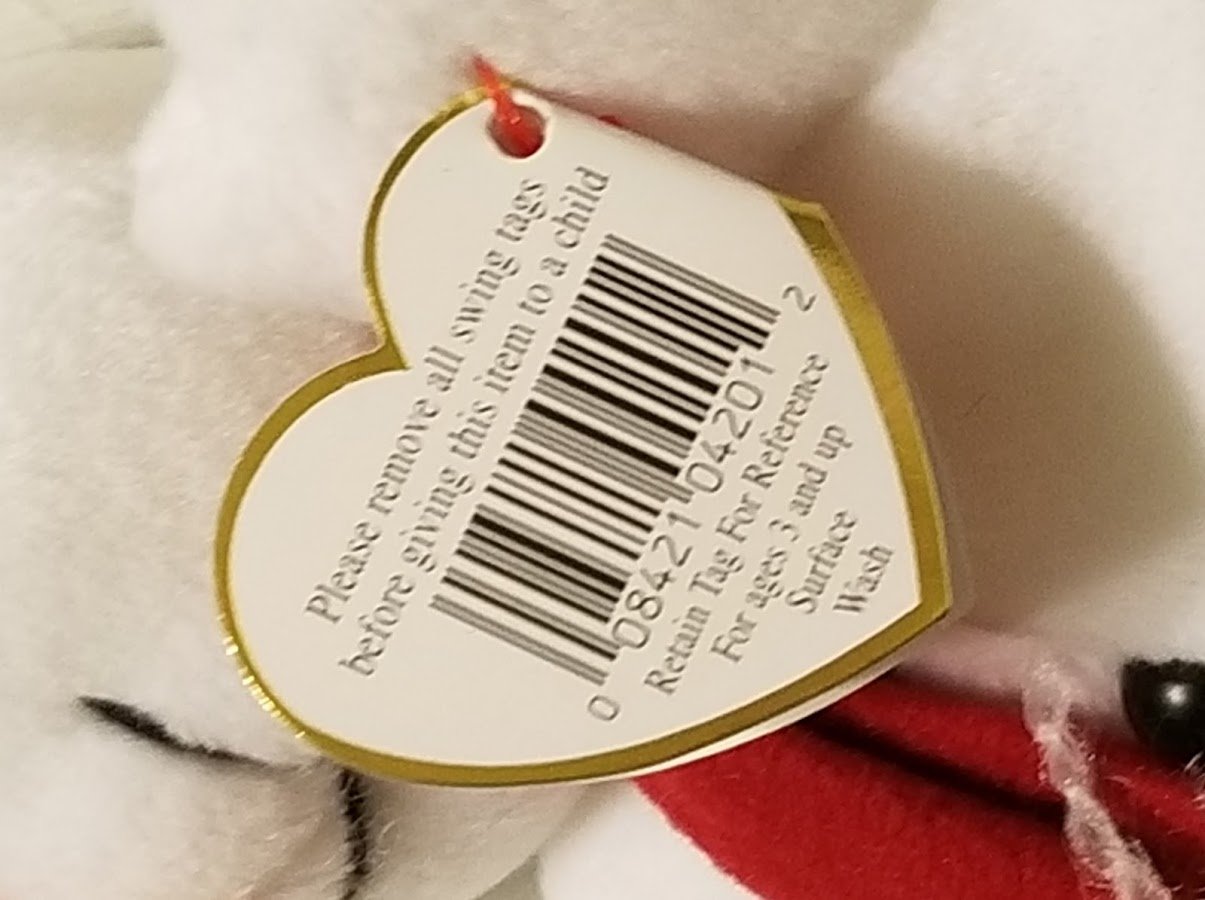 Please remove all swing tags
before giving this item to a child
0 08421 04201 2
Retain Tag For Reference
For ages 3 and up
Surface
Wash